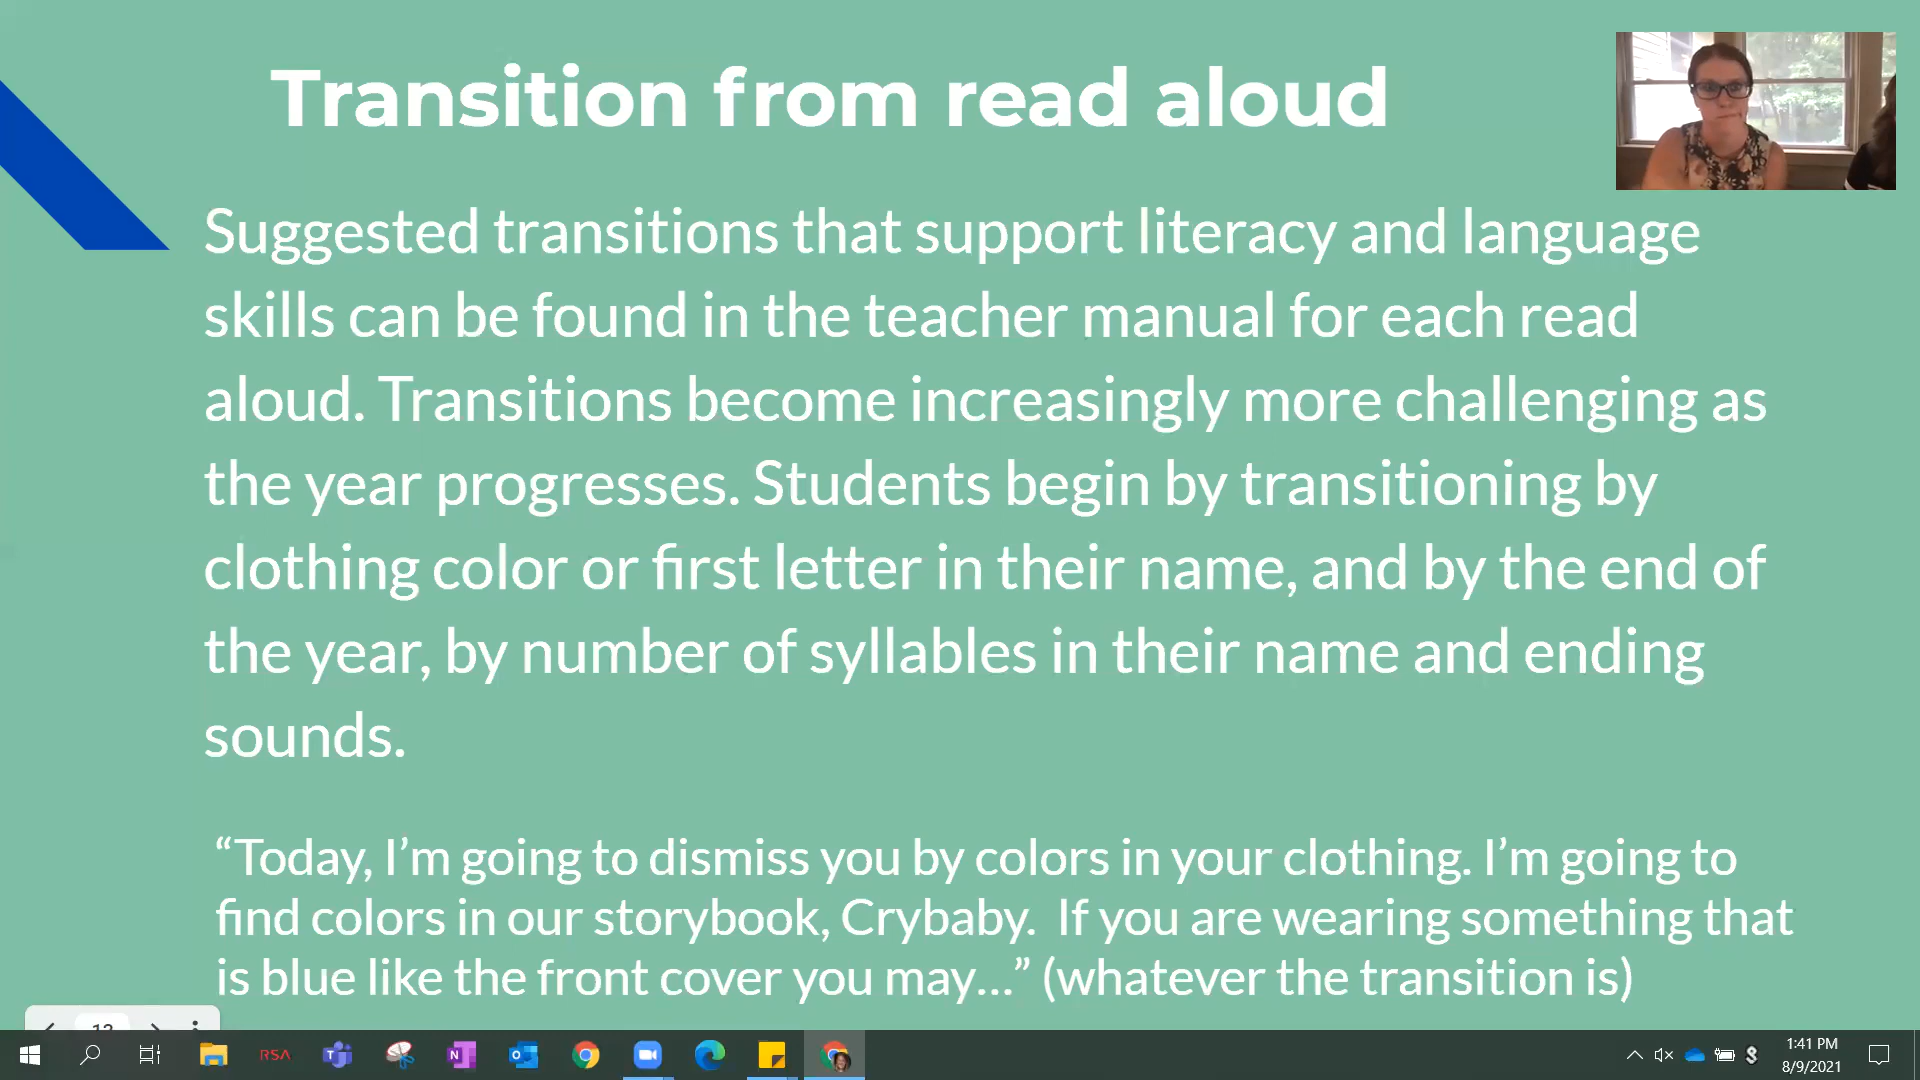 Transition from read aloud
Suggested transitions that support literacy and language
skills can be found in the teacher manual for each read
aloud. Transitions become increasingly more challenging as
the year progresses. Students begin by transitioning by
clothing color or first letter in their name, and by the end of
the year, by number of syllables in their name and ending
sounds.
“Today, I’m going to dismiss you by colors in your clothing. I’m going to
find colors in our storybook, Crybaby.  If you are wearing something that
is blue like the front cover you may...” (whatever the transition is)
12
RSA
1:41 PM
8/9/2021